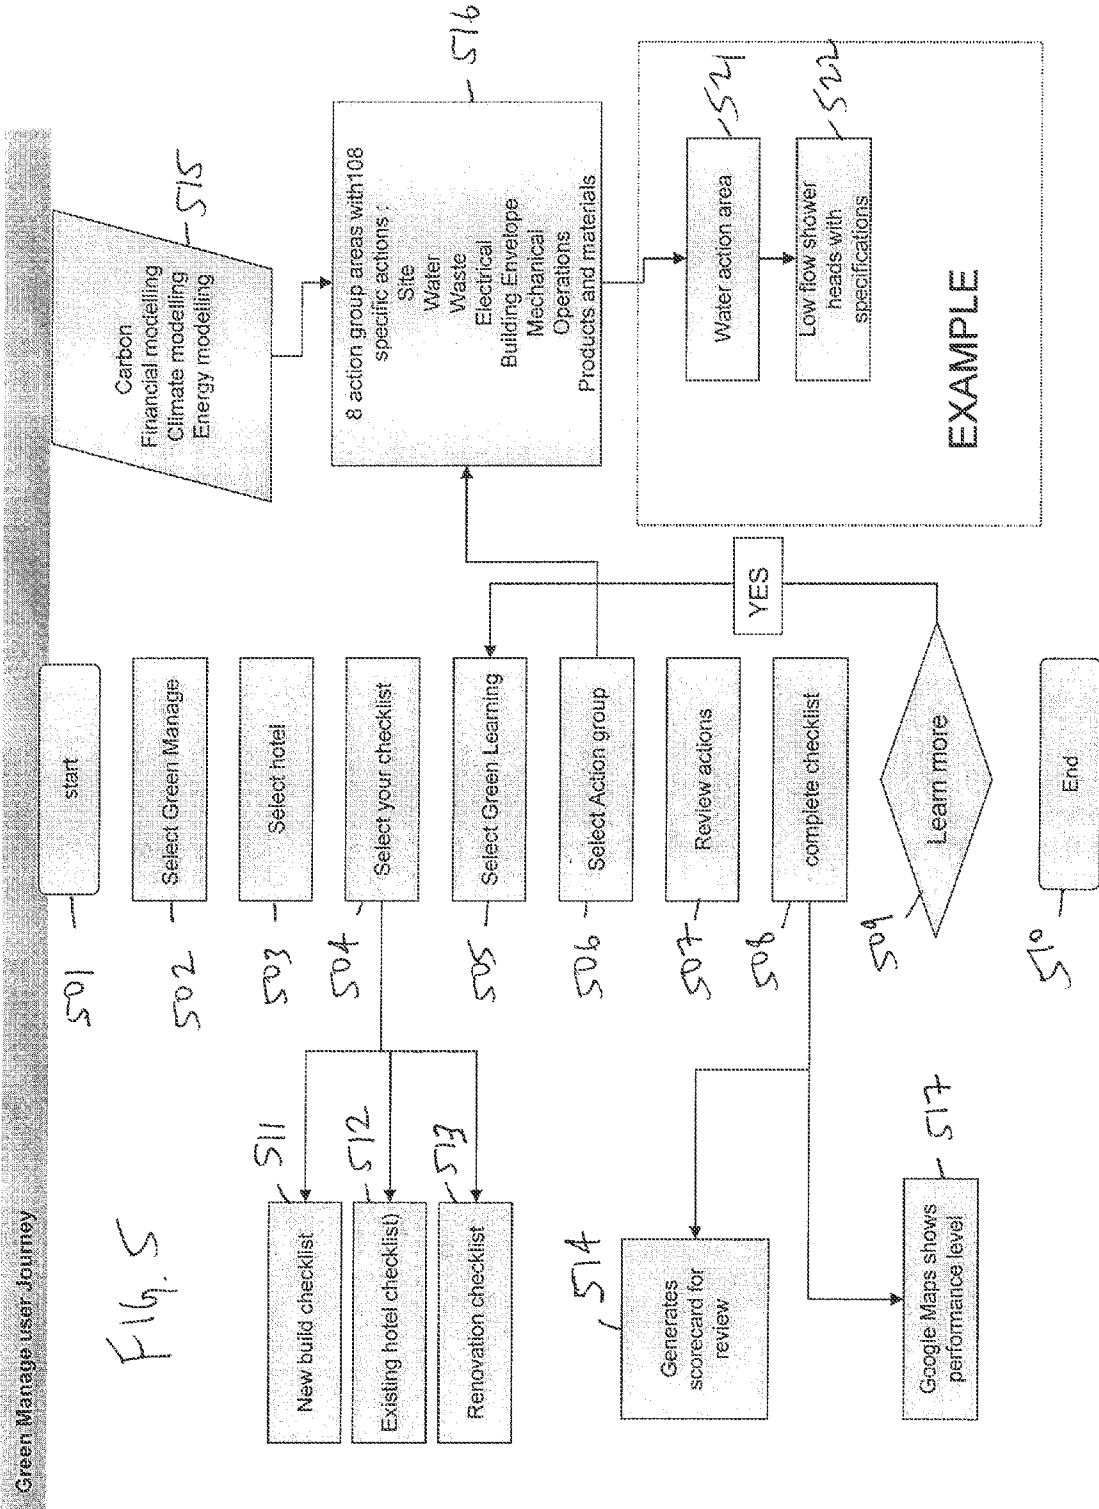 Green Manage user Journey
Fig. 5
start
501
Select Green Manage
502
Select hotel
503
Select your checklist
504
Select Green Learning
505
Select Action group
506
Review actions
507
complete checklist
508
Learn more
509
End
510
New build checklist
511
Existing hotel checklist)
512
Renovation checklist
513
Generates
scorecard for
review
514
Google Maps shows
performance level
517
YES
Carbon
Financial modelling
Climate modeling
Energy modelling
515
8 action group areas with108
specific actions :
Site
Water
Waste
Electrical
Building Envelope
Mechanical
Operations
Products and materials
516
Water action area
521
Low flow shower
heads with
specifications
522
EXAMPLE